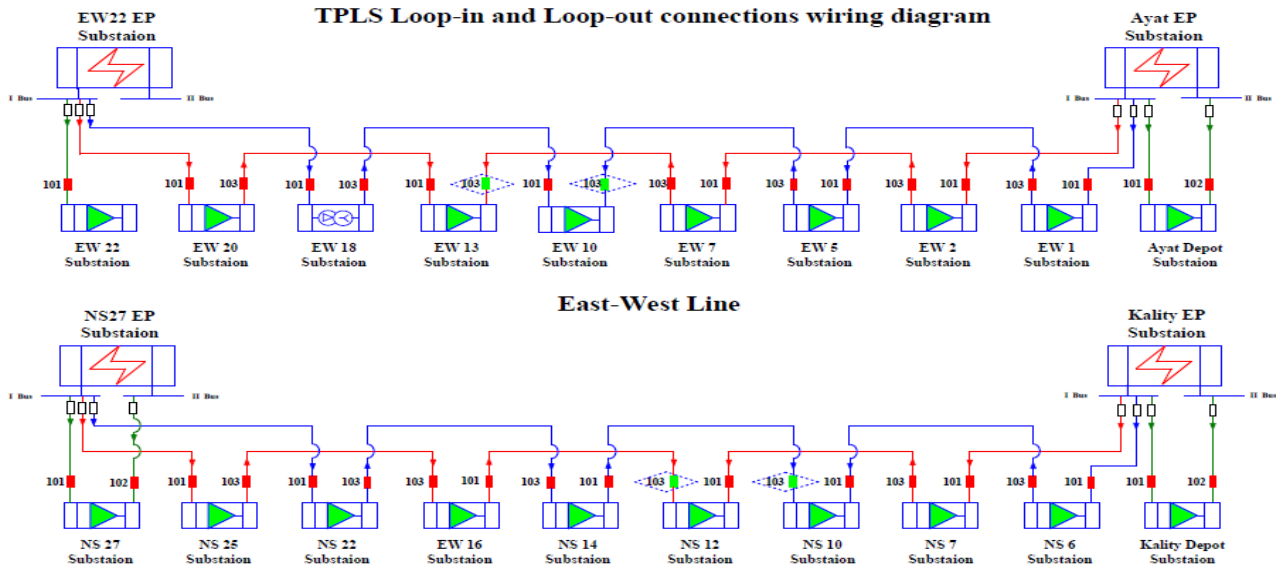 TPLS Loop-in and Loop-out connections wiring diagram
EW22 EP
Substaion
Ayat EP
Substaion
I Bus
II Bus
I Bus
II Bus
101
101
103
101
103
101
103
101
103
103
101
103
101
103
101
103
101
101
102
EW 22
Substaion
EW 20
Substaion
EW 18
Substaion
EW 13
Substaion
EW 10
Substaion
EW 7
Substaion
EW 5
Substaion
EW 2
Substaion
EW 1
Substaion
Ayat Depot
Substaion
East-West Line
NS27 EP
Substaion
Kality EP
Substaion
I Bus
II Bus
I Bus
II Bus
101
102
101
103
101
103
103
101
103
101
103
101
103
101
103
101
103
101
101
102
NS 27
Substaion
NS 25
Substaion
NS 22
Substaion
EW 16
Substaion
NS 14
Substaion
NS 12
Substaion
NS 10
Substaion
NS 7
Substaion
NS 6
Substaion
Kality Depot
Substaion